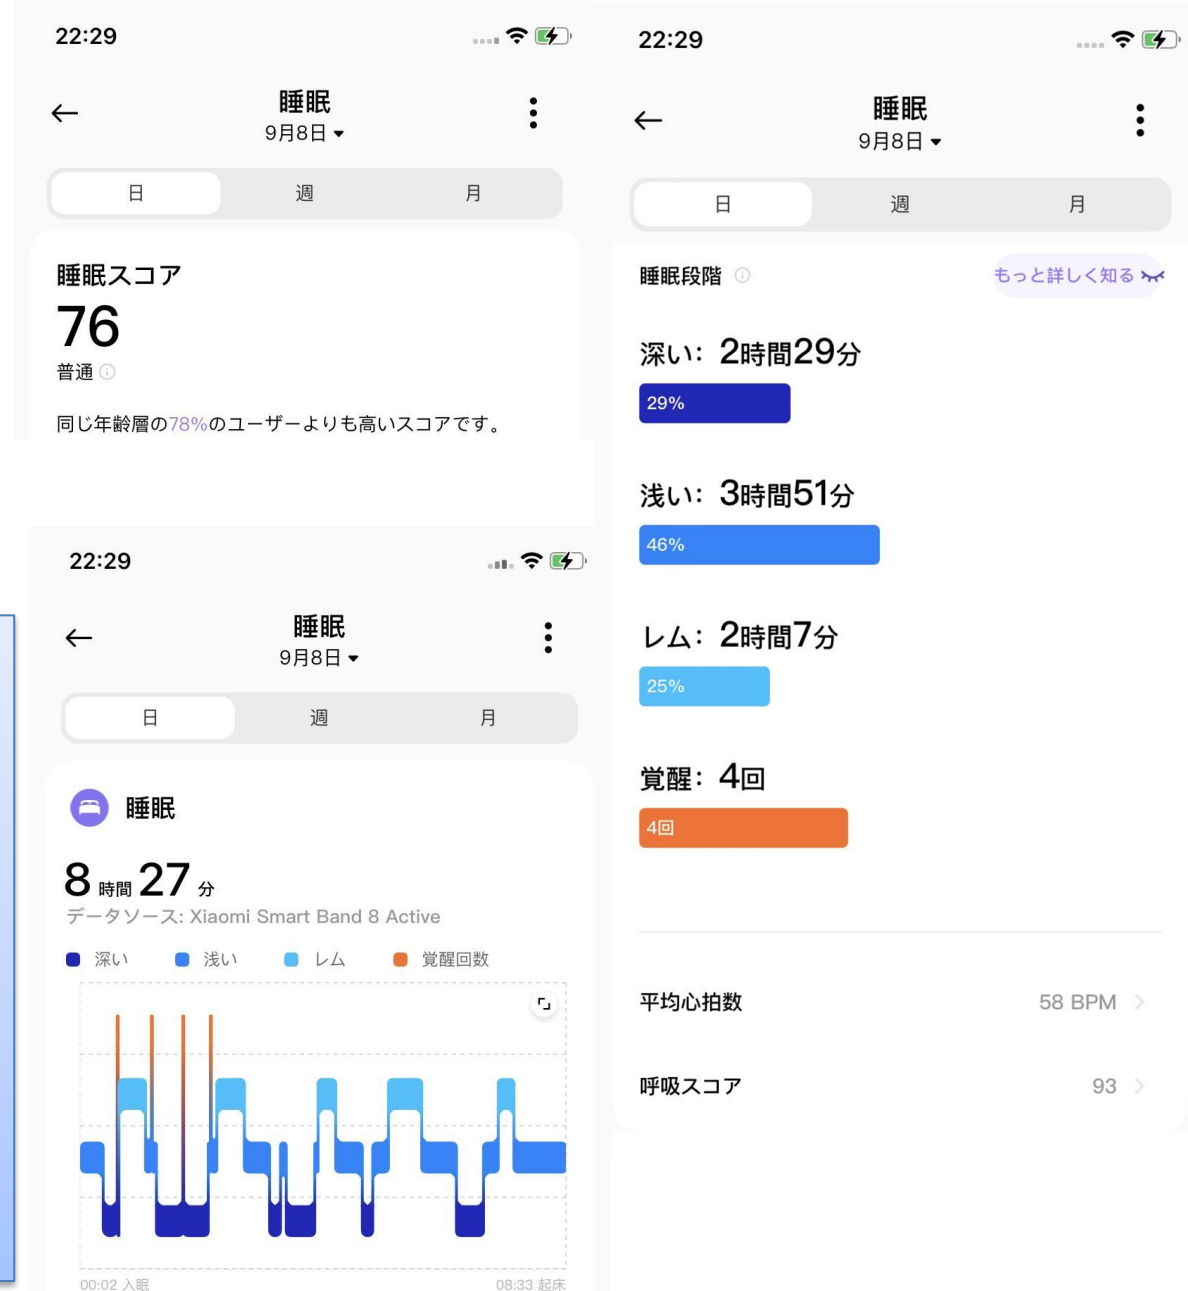 22:29
睡眠
9月8日
日 週 月
睡眠スコア
76
普通
同じ年齢層の78%のユーザーよりも高いスコアです。
22:29
睡眠
9月8日
日 週 月
睡眠
8時間27分
データソース: Xiaomi Smart Band 8 Active
深い 浅い レム 覚醒回数
00:02 入眠 08:33 起床
22:29
睡眠
9月8日
日 週 月
睡眠段階 もっと詳しく知る
深い: 2時間29分
29%
浅い: 3時間51分
46%
レム: 2時間7分
25%
覚醒: 4回
4回
平均心拍数 58 BPM
呼吸スコア 93